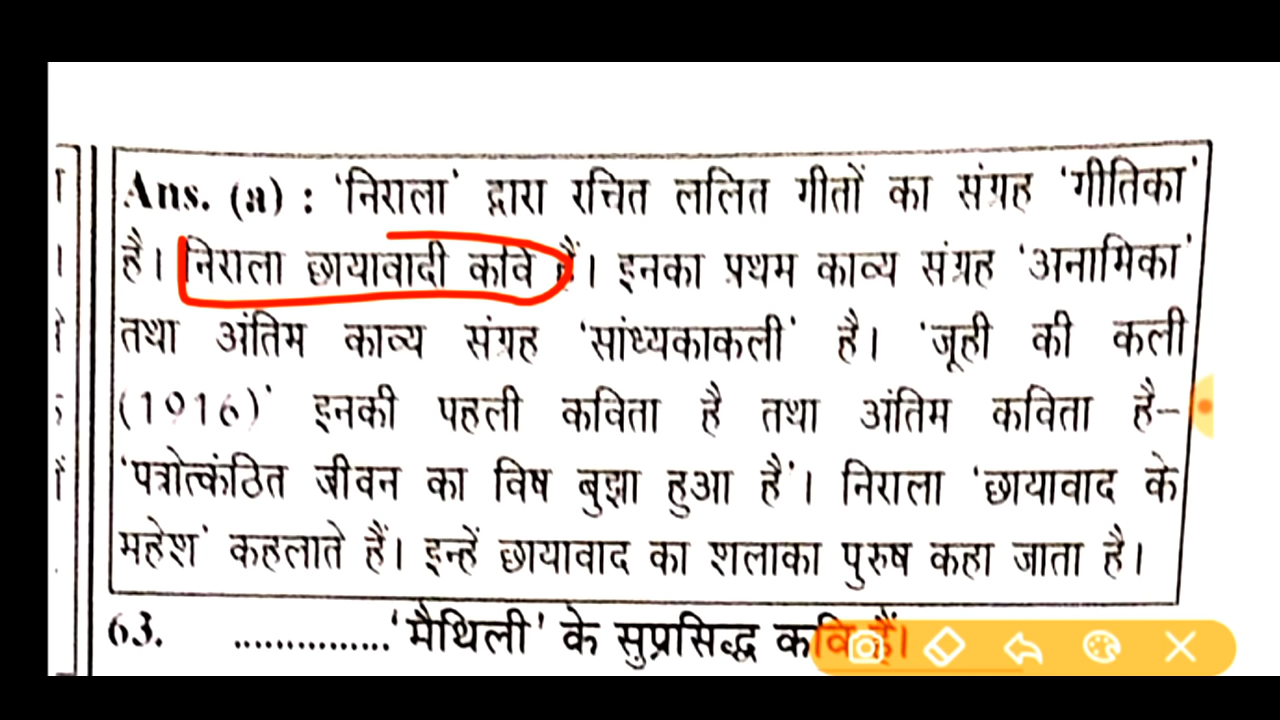 Ans. (a) : 'निराला' द्वारा रचित ललित गीतों का संग्रह 'गीतिका'
है। निराला छायावादी कवि हैं। इनका प्रथम काव्य संग्रह 'अनामिका'
तथा अंतिम काव्य संग्रह 'सांध्यकाकली' है। 'जूही की कली
(1916)' इनकी पहली कविता है तथा अंतिम कविता है–
'पत्रोत्कंठित जीवन का विष बुझा हुआ है'। निराला 'छायावाद के
महेश' कहलाते हैं। इन्हें छायावाद का शलाका पुरुष कहा जाता है।
63. ...............'मैथिली' के सुप्रसिद्ध कवि हैं।